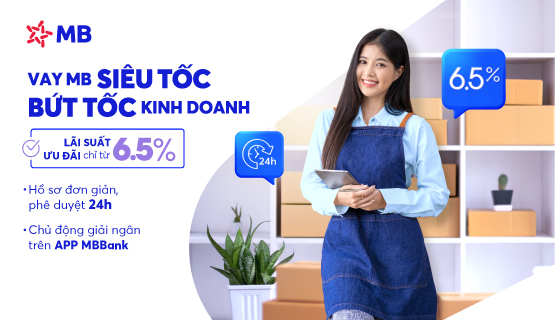 MB
VAY MB SIÊU TỐC
BỨT TỐC KINH DOANH
LÃI SUẤT
ƯU ĐÃI chỉ từ 6.5%
• Hồ sơ đơn giản,
phê duyệt 24h
• Chủ động giải ngân
trên APP MBBank
24h
6.5%